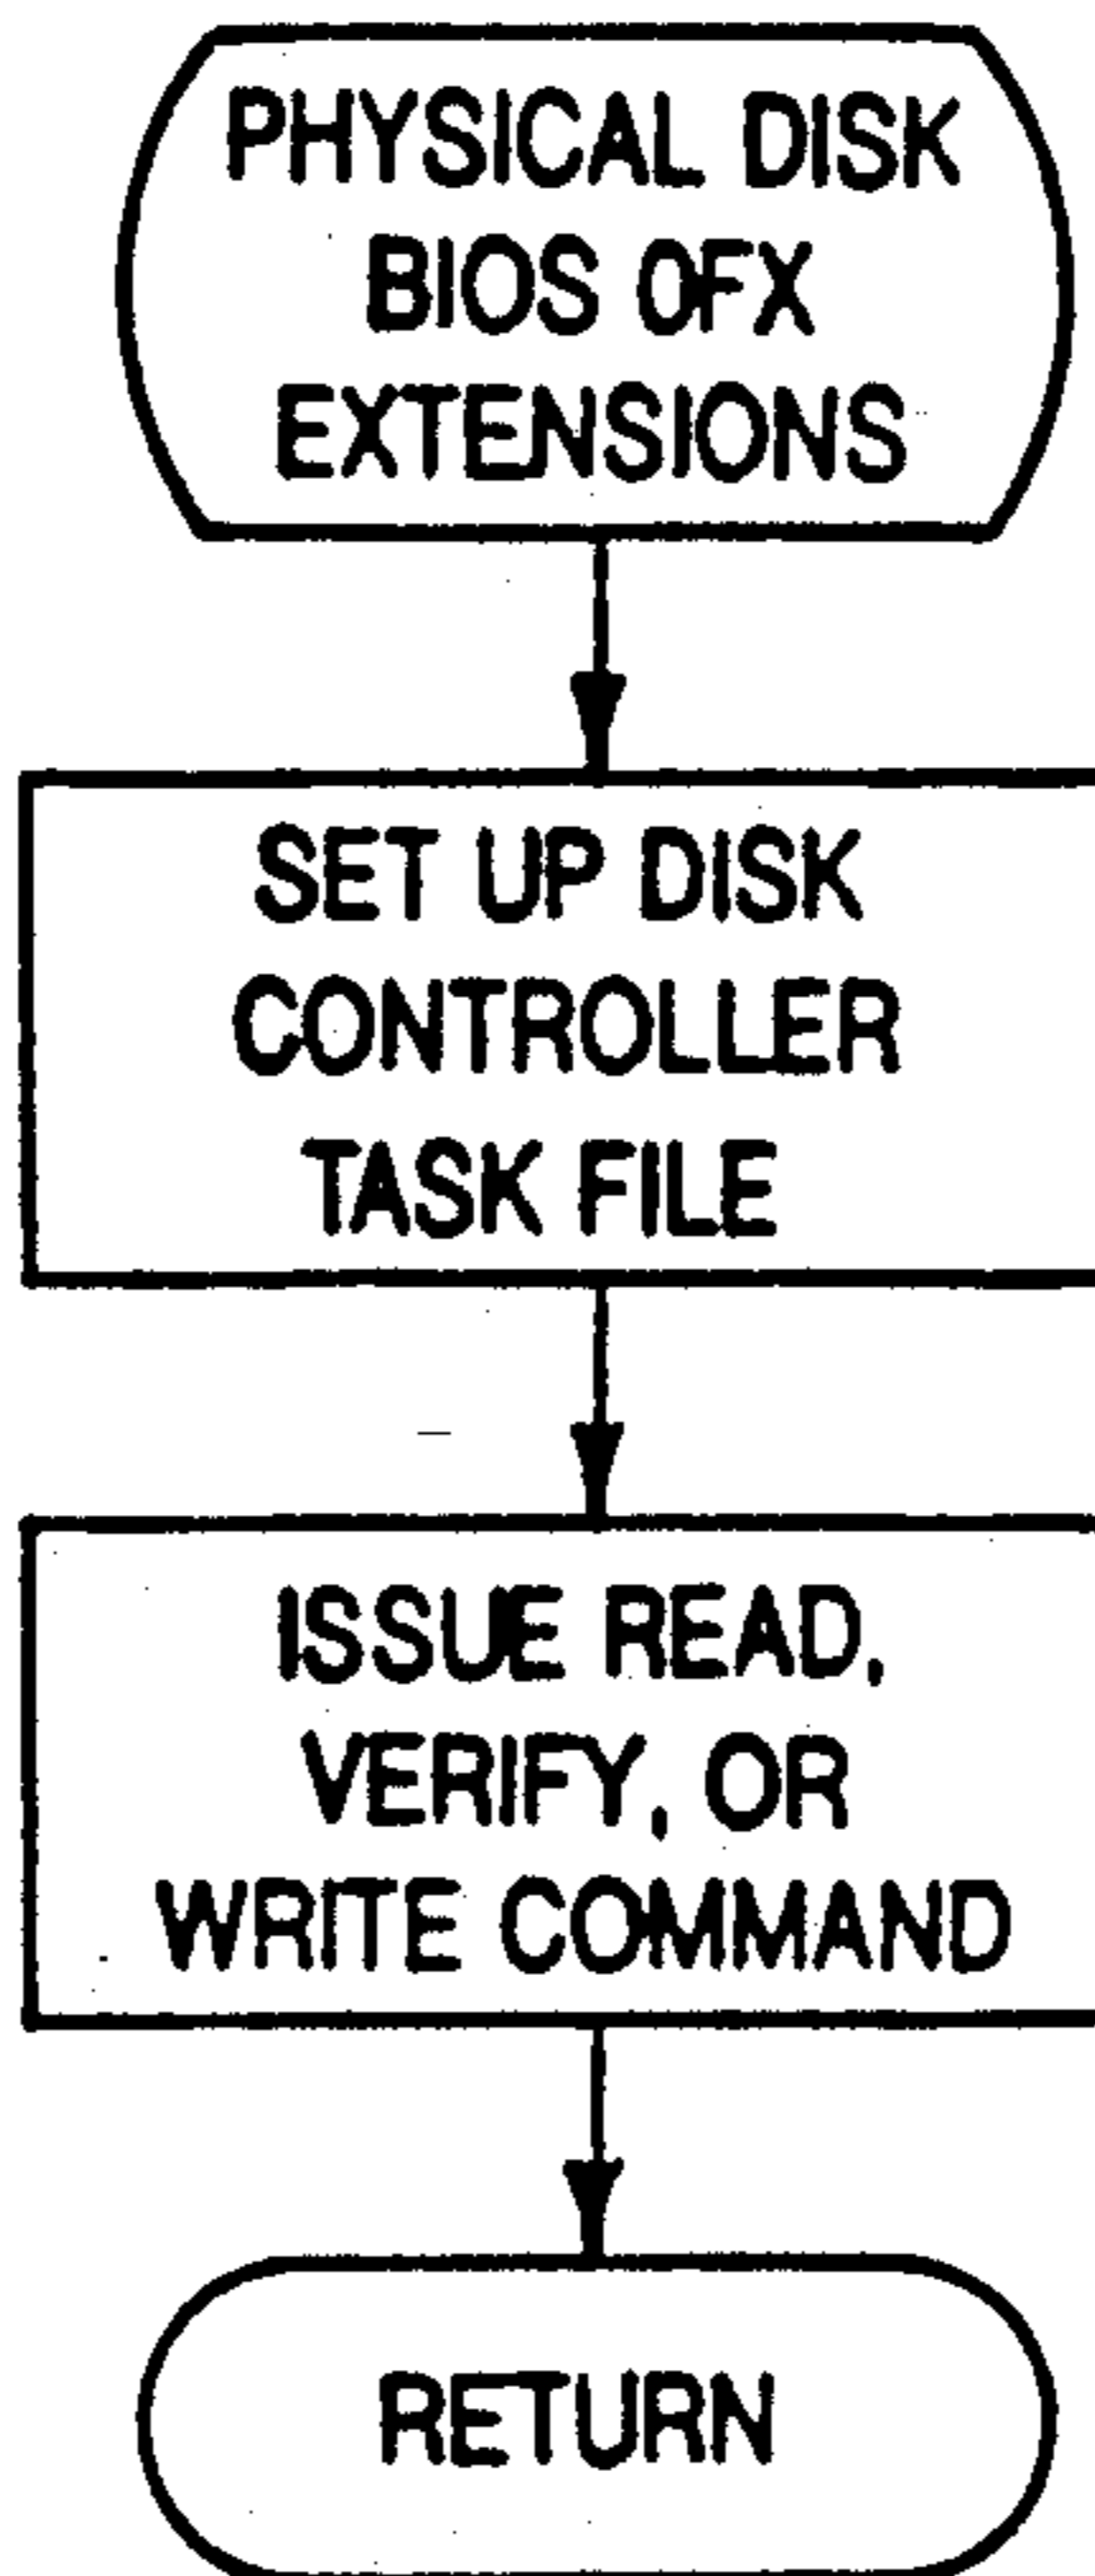 PHYSICAL DISK
BIOS 0FX
EXTENSIONS
SET UP DISK
CONTROLLER
TASK FILE
ISSUE READ,
VERIFY, OR
WRITE COMMAND
RETURN